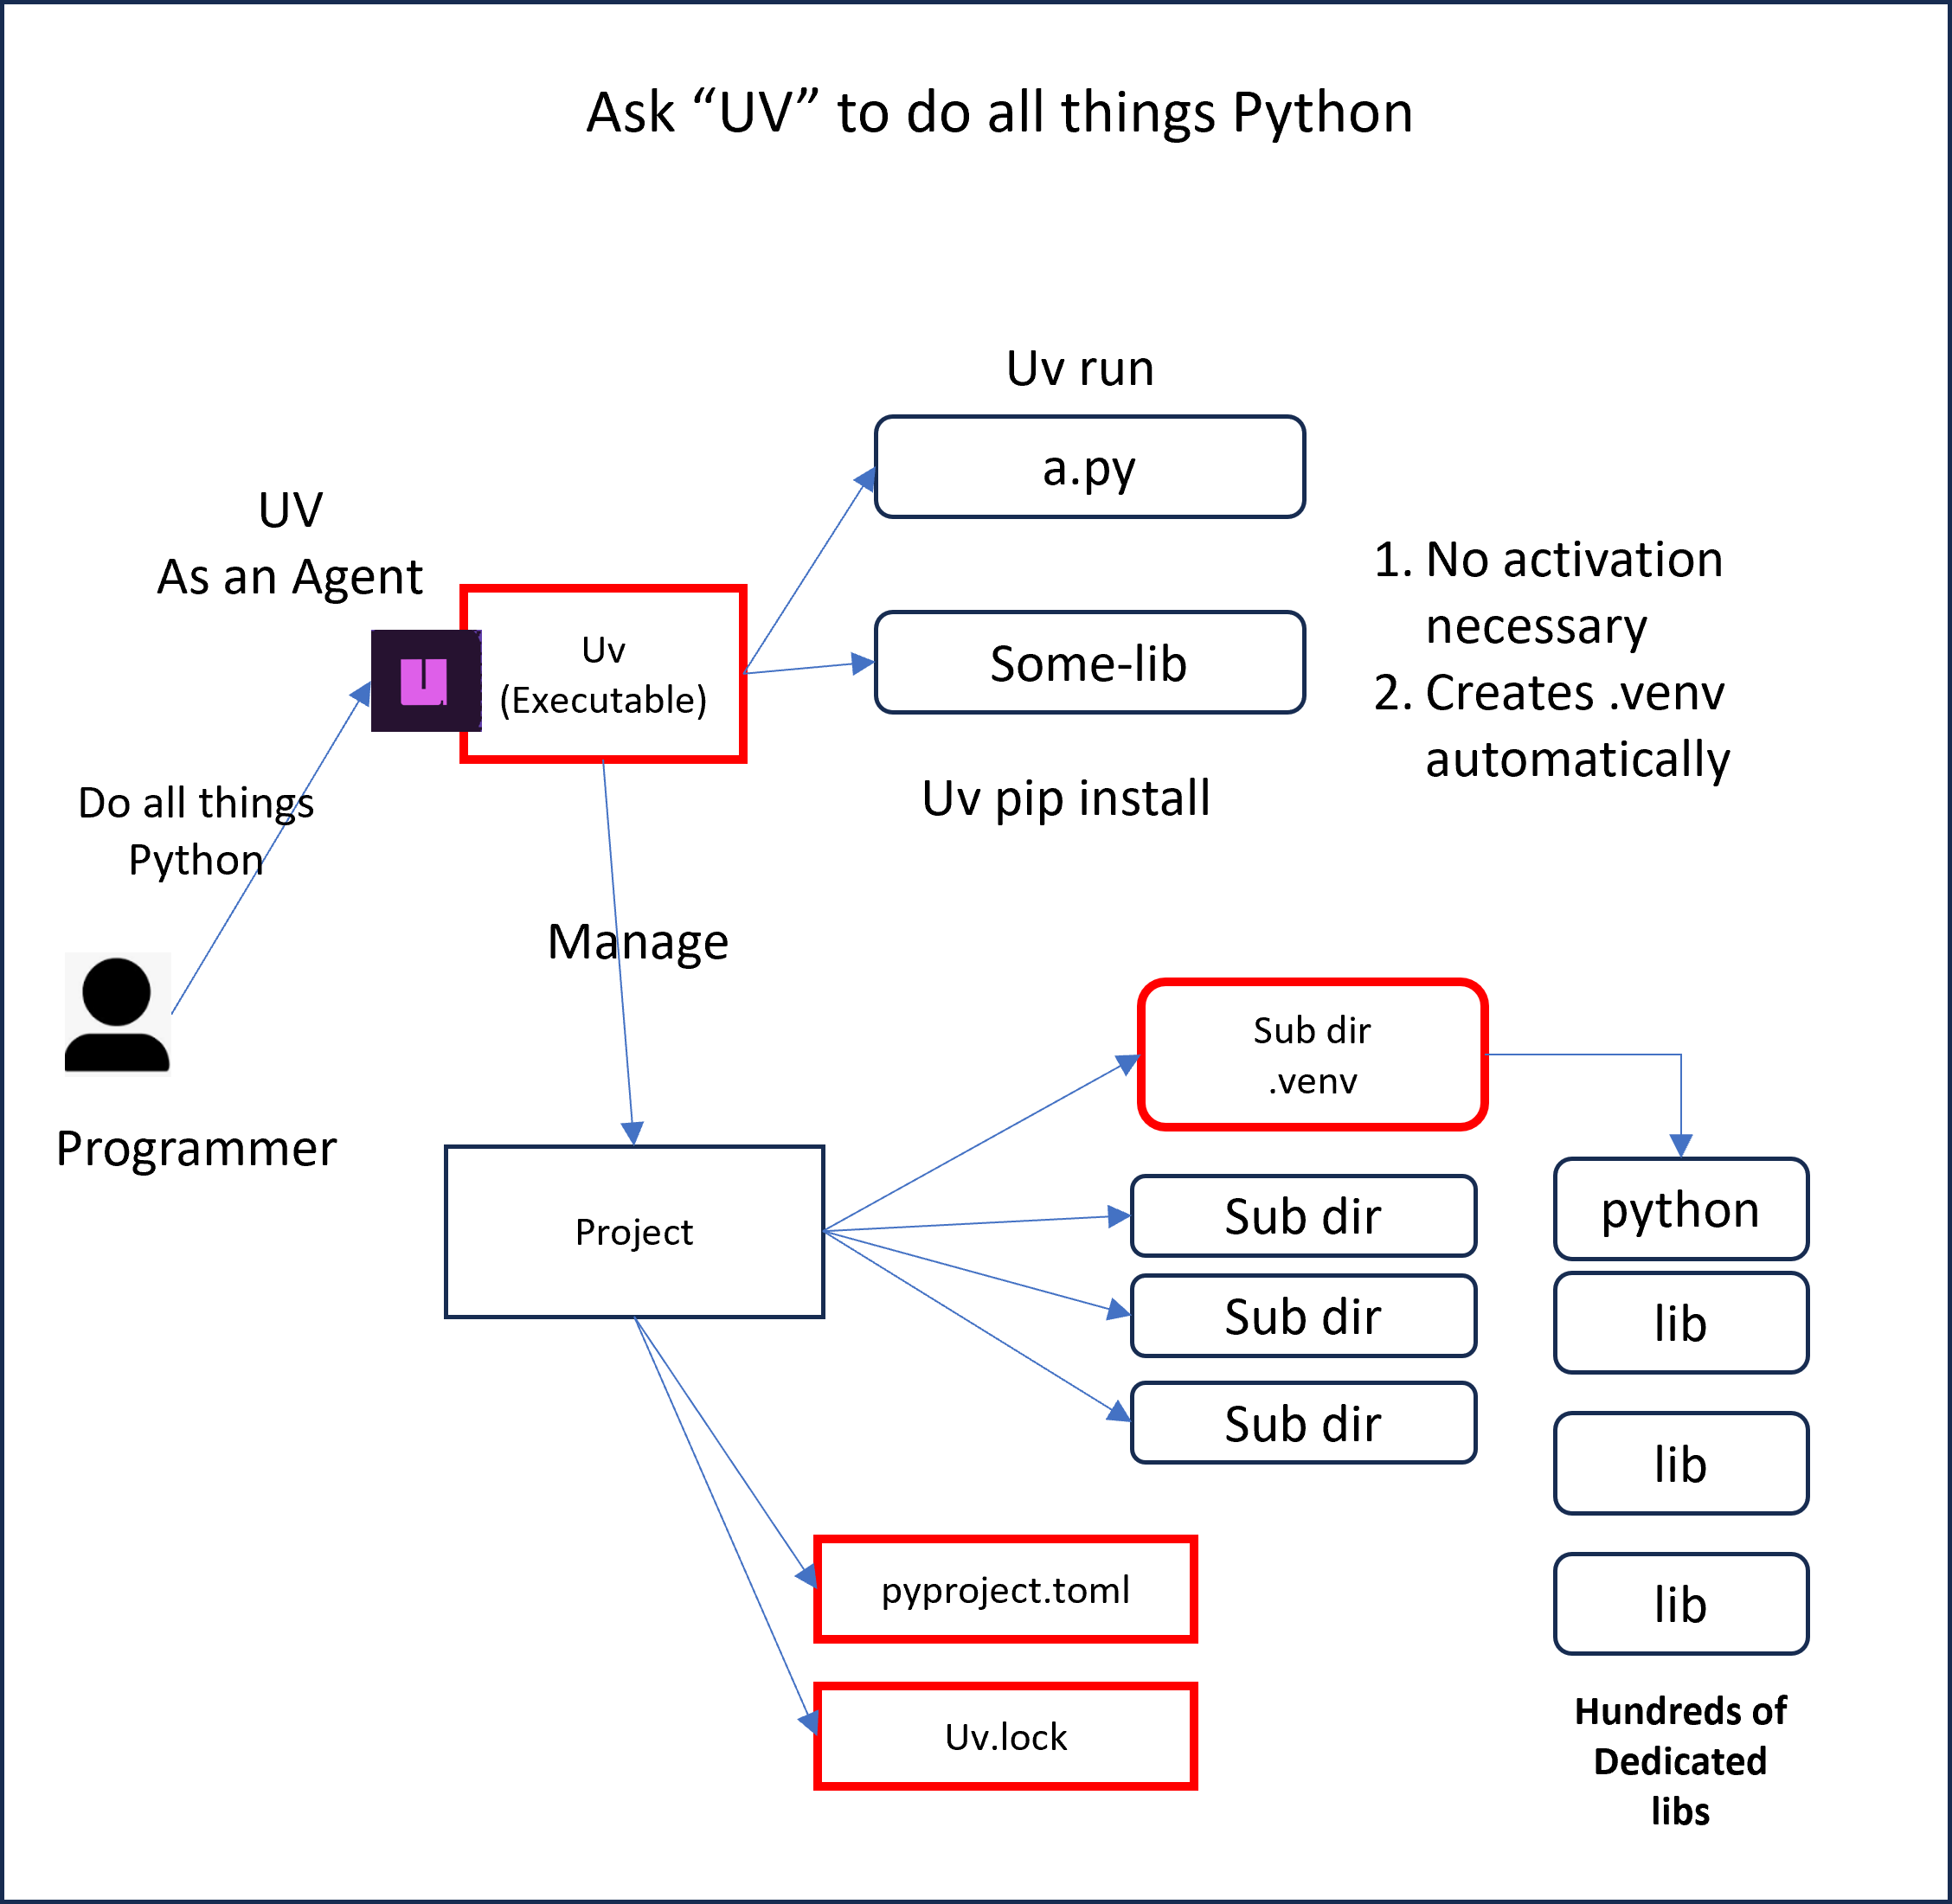 Ask “UV” to do all things Python
Uv run
a.py
UV
As an Agent
Uv
(Executable)
Some-lib
1. No activation
necessary
2. Creates .venv
automatically
Uv pip install
Do all things
Python
Manage
Programmer
Project
Sub dir
.venv
Sub dir
Sub dir
Sub dir
python
lib
lib
lib
Hundreds of
Dedicated
libs
pyproject.toml
Uv.lock